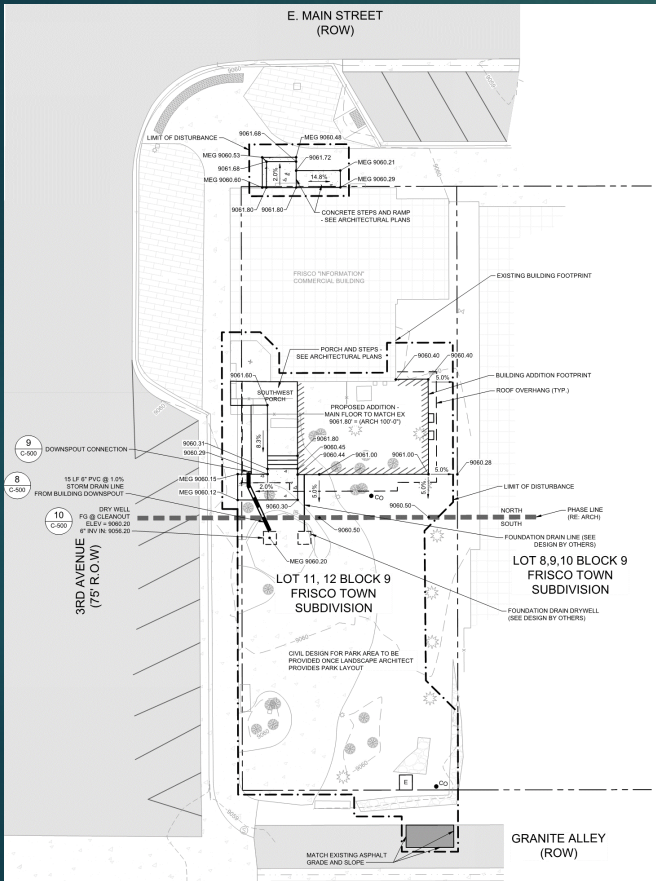 E. MAIN STREET
(ROW)
9060
9059
LIMIT OF DISTURBANCE
9061.68
MEG 9060.48
MEG 9060.53
9061.72
9061.68
MEG 9060.21
2.0%
14.8%
MEG 9060.60
MEG 9060.29
9061.80
9061.80
CONCRETE STEPS AND RAMP
- SEE ARCHITECTURAL PLANS
9060
FRISCO "INFORMATION"
COMMERCIAL BUILDING
EXISTING BUILDING FOOTPRINT
PORCH AND STEPS -
SEE ARCHITECTURAL PLANS
9060.40
9060.40
9061.60
5.0%
BUILDING ADDITION FOOTPRINT
SOUTHWEST
PORCH
ROOF OVERHANG (TYP.)
PROPOSED ADDITION -
MAIN FLOOR TO MATCH EX
9061.80' = (ARCH 100'-0")
9060
8.3%
9061.80
9
C-500
DOWNSPOUT CONNECTION
9060.31
9060.45
9060.29
9060.44
9061.00
9061.00
5.0%
9060.28
8
C-500
15 LF 6" PVC @ 1.0%
STORM DRAIN LINE
FROM BUILDING DOWNSPOUT
MEG 9060.15
2.0%
5.0%
5.0%
LIMIT OF DISTURBANCE
MEG 9060.12
CO
9060.30
9060.50
10
C-500
DRY WELL
FG @ CLEANOUT
ELEV = 9060.20
6" INV IN: 9056.20
NORTH
SOUTH
PHASE LINE
(RE: ARCH)
9060.50
FOUNDATION DRAIN LINE (SEE
DESIGN BY OTHERS)
MEG 9060.20
3RD AVENUE
(75' R.O.W)
LOT 11, 12 BLOCK 9
FRISCO TOWN
SUBDIVISION
LOT 8,9,10 BLOCK 9
FRISCO TOWN
SUBDIVISION
FOUNDATION DRAIN DRYWELL
(SEE DESIGN BY OTHERS)
9060
CIVIL DESIGN FOR PARK AREA TO BE
PROVIDED ONCE LANDSCAPE ARCHITECT
PROVIDES PARK LAYOUT
9060
9060
E
CO
9059
GRANITE ALLEY
(ROW)
MATCH EXISTING ASPHALT
GRADE AND SLOPE